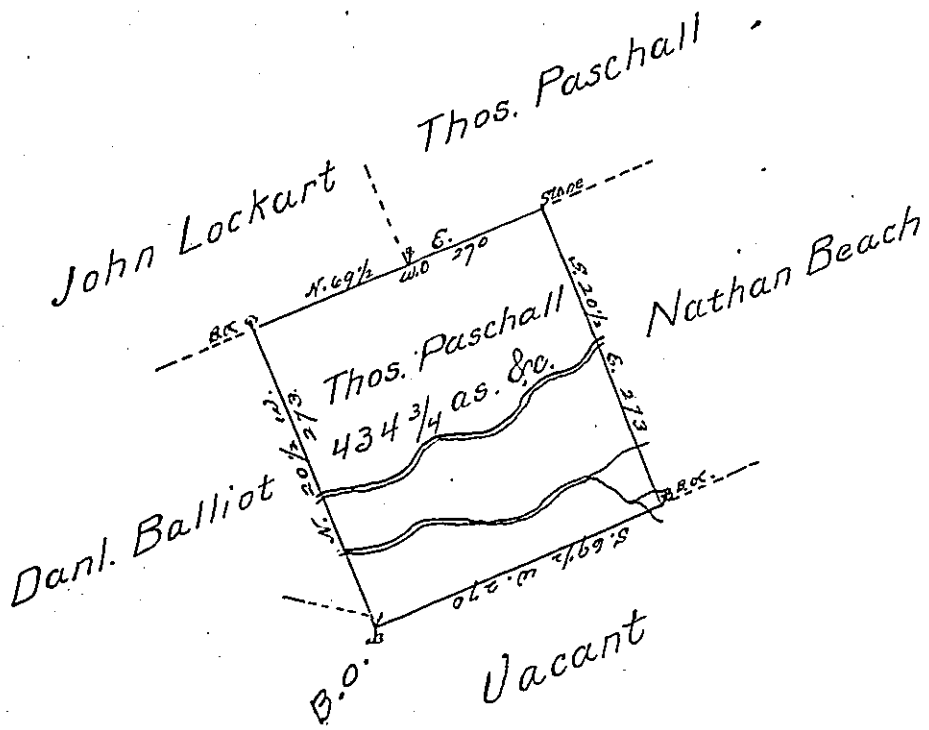 Thos. Paschall
John Lockart
Stone
N. 69½ E. 270
W.O
Nathan Beach
S. 20½ E. 273
Thos. Paschall
434 3/4 as. &c.
Danl. Balliot
N. 20½ W. 273.
S. 69½ W. 270
B.O.
Vacant